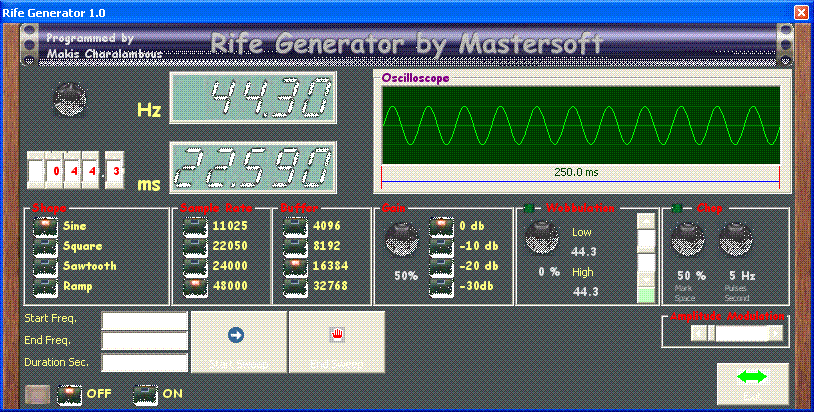 Rife Generator 1.0
Programmed by
Makis Charalambous
Rife Generator by Mastersoft
Hz
44.30
0 4 4 . 3
ms
22.590
Oscilloscope
250.0 ms
Shape
Sine
Square
Sawtooth
Ramp
Sample Rate
11025
22050
24000
48000
Buffer
4096
8192
16384
32768
Gain
50%
0 db
-10 db
-20 db
-30db
Wobbulation
0 %
Low
44.3
High
44.3
Chop
50 %
Mark
Space
5 Hz
Pulses
Second
Start Freq.
End Freq.
Duration Sec.
Amplitude Modulation
OFF
ON
Exit